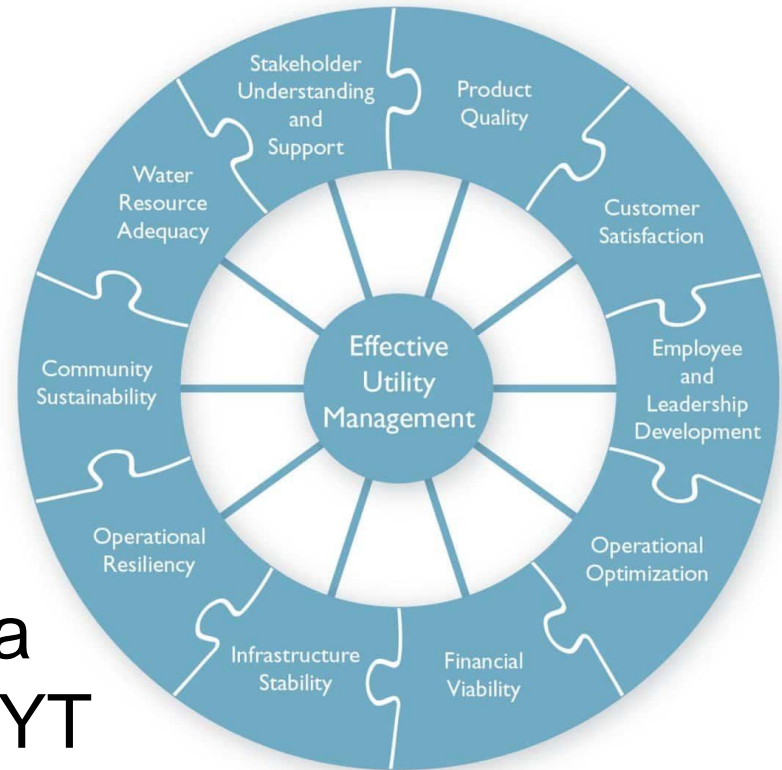 Stakeholder
Understanding
and
Support
Product
Quality
Customer
Satisfaction
Employee
and
Leadership
Development
Operational
Optimization
Financial
Viability
Infrastructure
Stability
Operational
Resiliency
Community
Sustainability
Water
Resource
Adequacy
Effective
Utility
Management
a
YT